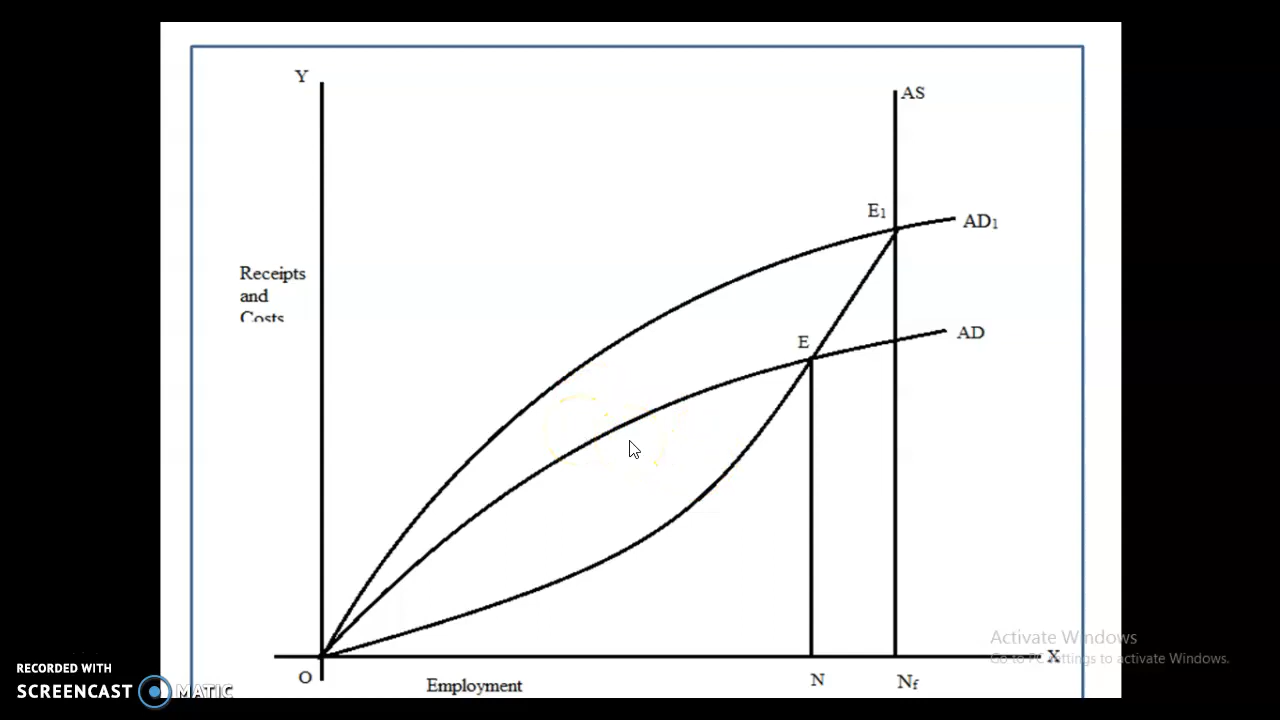 Y
AS
E₁
AD₁
Receipts
and
Costs
E
AD
Activate Windows
Go to PC settings to activate Windows.
X
O
Employment
N
Nf
RECORDED WITH
SCREENCAST MATIC